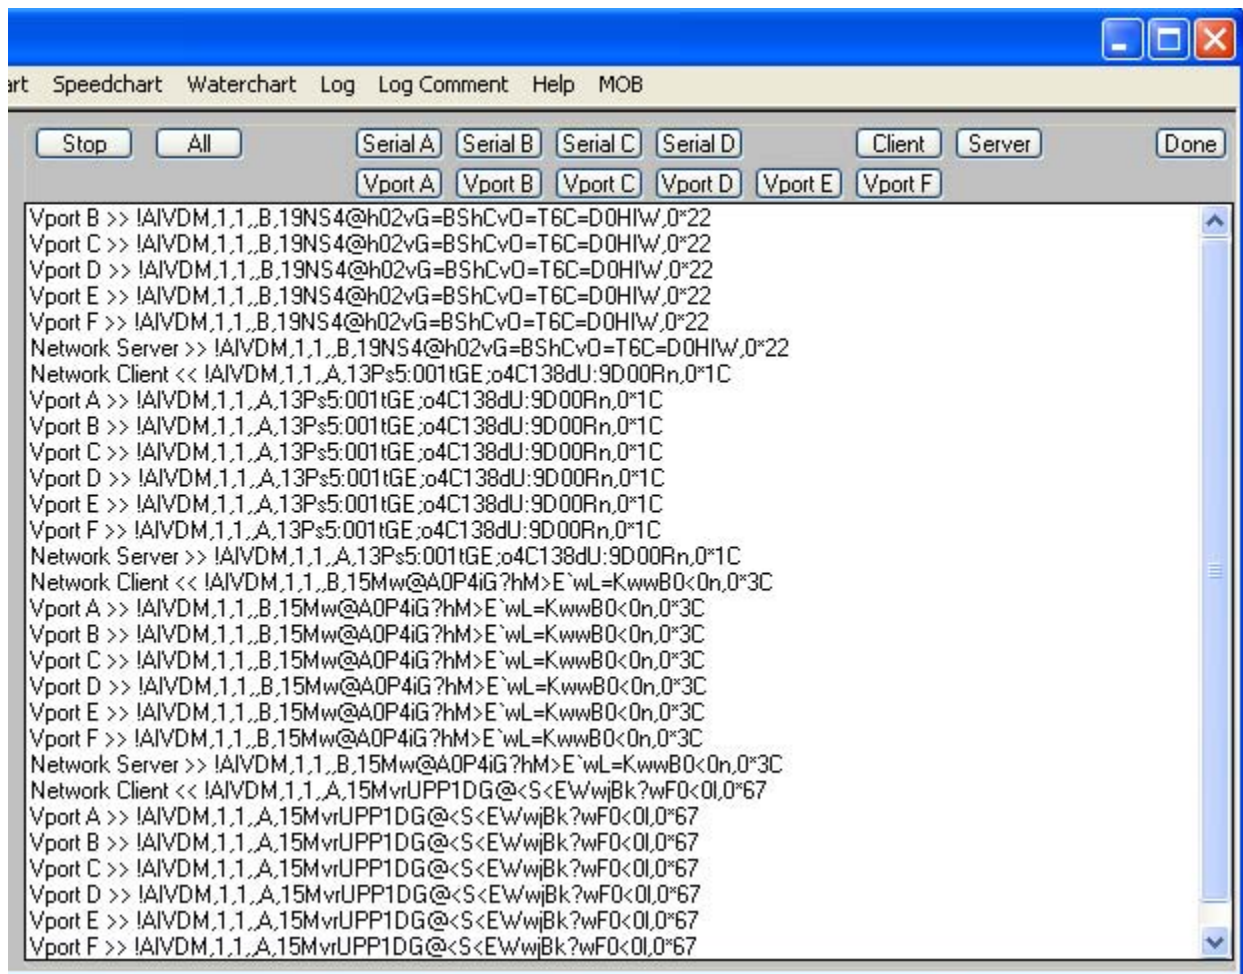 art Speedchart Waterchart Log Log Comment Help MOB
Stop All Serial A Serial B Serial C Serial D Client Server Done
Vport A Vport B Vport C Vport D Vport E Vport F
Vport B >> !AIVDM,1,1,,B,19NS4@h02vG=BShCvO=T6C=D0HIW,0*22
Vport C >> !AIVDM,1,1,,B,19NS4@h02vG=BShCvO=T6C=D0HIW,0*22
Vport D >> !AIVDM,1,1,,B,19NS4@h02vG=BShCvO=T6C=D0HIW,0*22
Vport E >> !AIVDM,1,1,,B,19NS4@h02vG=BShCvO=T6C=D0HIW,0*22
Vport F >> !AIVDM,1,1,,B,19NS4@h02vG=BShCvO=T6C=D0HIW,0*22
Network Server >> !AIVDM,1,1,,B,19NS4@h02vG=BShCvO=T6C=D0HIW,0*22
Network Client << !AIVDM,1,1,,A,13Ps5:001tGE;o4C138dU:9D00Rn,0*1C
Vport A >> !AIVDM,1,1,,A,13Ps5:001tGE;o4C138dU:9D00Rn,0*1C
Vport B >> !AIVDM,1,1,,A,13Ps5:001tGE;o4C138dU:9D00Rn,0*1C
Vport C >> !AIVDM,1,1,,A,13Ps5:001tGE;o4C138dU:9D00Rn,0*1C
Vport D >> !AIVDM,1,1,,A,13Ps5:001tGE;o4C138dU:9D00Rn,0*1C
Vport E >> !AIVDM,1,1,,A,13Ps5:001tGE;o4C138dU:9D00Rn,0*1C
Vport F >> !AIVDM,1,1,,A,13Ps5:001tGE;o4C138dU:9D00Rn,0*1C
Network Server >> !AIVDM,1,1,,A,13Ps5:001tGE;o4C138dU:9D00Rn,0*1C
Network Client << !AIVDM,1,1,,B,15Mw@A0P4iG?hM>E`wL=KwwB0<0n,0*3C
Vport A >> !AIVDM,1,1,,B,15Mw@A0P4iG?hM>E`wL=KwwB0<0n,0*3C
Vport B >> !AIVDM,1,1,,B,15Mw@A0P4iG?hM>E`wL=KwwB0<0n,0*3C
Vport C >> !AIVDM,1,1,,B,15Mw@A0P4iG?hM>E`wL=KwwB0<0n,0*3C
Vport D >> !AIVDM,1,1,,B,15Mw@A0P4iG?hM>E`wL=KwwB0<0n,0*3C
Vport E >> !AIVDM,1,1,,B,15Mw@A0P4iG?hM>E`wL=KwwB0<0n,0*3C
Vport F >> !AIVDM,1,1,,B,15Mw@A0P4iG?hM>E`wL=KwwB0<0n,0*3C
Network Server >> !AIVDM,1,1,,B,15Mw@A0P4iG?hM>E`wL=KwwB0<0n,0*3C
Network Client << !AIVDM,1,1,,A,15MvrUPP1DG@<S<EWwjBk?wF0<0l,0*67
Vport A >> !AIVDM,1,1,,A,15MvrUPP1DG@<S<EWwjBk?wF0<0l,0*67
Vport B >> !AIVDM,1,1,,A,15MvrUPP1DG@<S<EWwjBk?wF0<0l,0*67
Vport C >> !AIVDM,1,1,,A,15MvrUPP1DG@<S<EWwjBk?wF0<0l,0*67
Vport D >> !AIVDM,1,1,,A,15MvrUPP1DG@<S<EWwjBk?wF0<0l,0*67
Vport E >> !AIVDM,1,1,,A,15MvrUPP1DG@<S<EWwjBk?wF0<0l,0*67
Vport F >> !AIVDM,1,1,,A,15MvrUPP1DG@<S<EWwjBk?wF0<0l,0*67